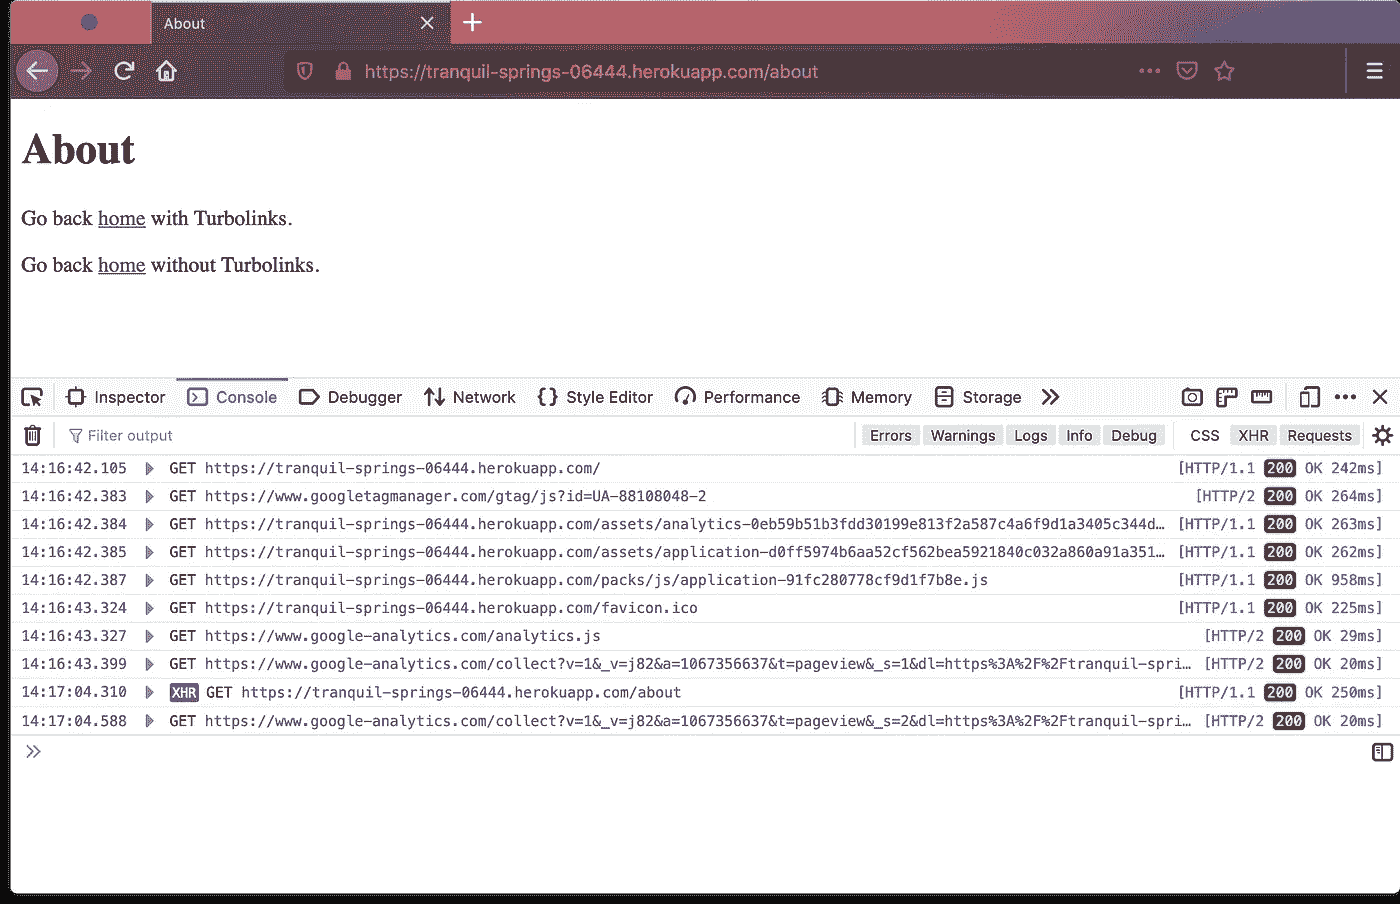 About
https://tranquil-springs-06444.herokuapp.com/about
About
Go back home with Turbolinks.
Go back home without Turbolinks.
Inspector Console Debugger Network Style Editor Performance Memory Storage
Filter output Errors Warnings Logs Info Debug CSS XHR Requests
14:16:42.105 GET https://tranquil-springs-06444.herokuapp.com/ [HTTP/1.1 200 OK 242ms]
14:16:42.383 GET https://www.googletagmanager.com/gtag/js?id=UA-88108048-2 [HTTP/2 200 OK 264ms]
14:16:42.384 GET https://tranquil-springs-06444.herokuapp.com/assets/analytics-0eb59b51b3fdd30199e813f2a587c4a6f9d1a3405c344d… [HTTP/1.1 200 OK 263ms]
14:16:42.385 GET https://tranquil-springs-06444.herokuapp.com/assets/application-d0ff5974b6aa52cf562bea5921840c032a860a91a351… [HTTP/1.1 200 OK 262ms]
14:16:42.387 GET https://tranquil-springs-06444.herokuapp.com/packs/js/application-91fc280778cf9d1f7b8e.js [HTTP/1.1 200 OK 958ms]
14:16:43.324 GET https://tranquil-springs-06444.herokuapp.com/favicon.ico [HTTP/1.1 200 OK 225ms]
14:16:43.327 GET https://www.google-analytics.com/analytics.js [HTTP/2 200 OK 29ms]
14:16:43.399 GET https://www.google-analytics.com/collect?v=1&_v=j82&a=1067356637&t=pageview&_s=1&dl=https%3A%2F%2Ftranquil-spri… [HTTP/2 200 OK 20ms]
14:17:04.310 XHR GET https://tranquil-springs-06444.herokuapp.com/about [HTTP/1.1 200 OK 250ms]
14:17:04.588 GET https://www.google-analytics.com/collect?v=1&_v=j82&a=1067356637&t=pageview&_s=2&dl=https%3A%2F%2Ftranquil-spri… [HTTP/2 200 OK 20ms]